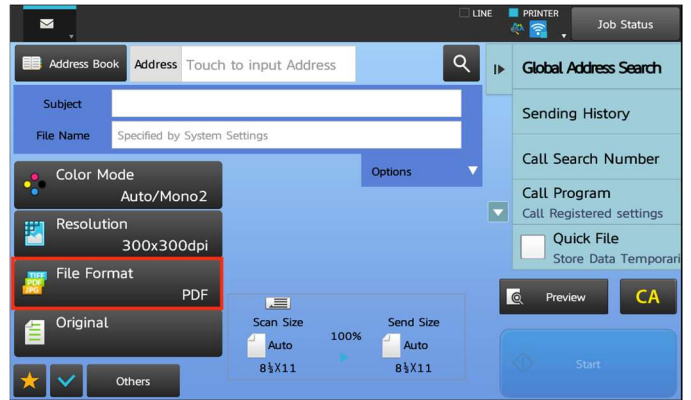 LINE
PRINTER
Job Status
Address Book
Address
Touch to input Address
Global Address Search
Subject
Sending History
File Name
Specified by System Settings
Call Search Number
Options
Color Mode
Auto/Mono2
Call Program
Call Registered settings
Resolution
300x300dpi
Quick File
Store Data Temporari
TIFF
PDF
JPG
File Format
PDF
Preview
CA
Original
Scan Size
Send Size
100%
Auto
Auto
8½X11
8½X11
Start
Others